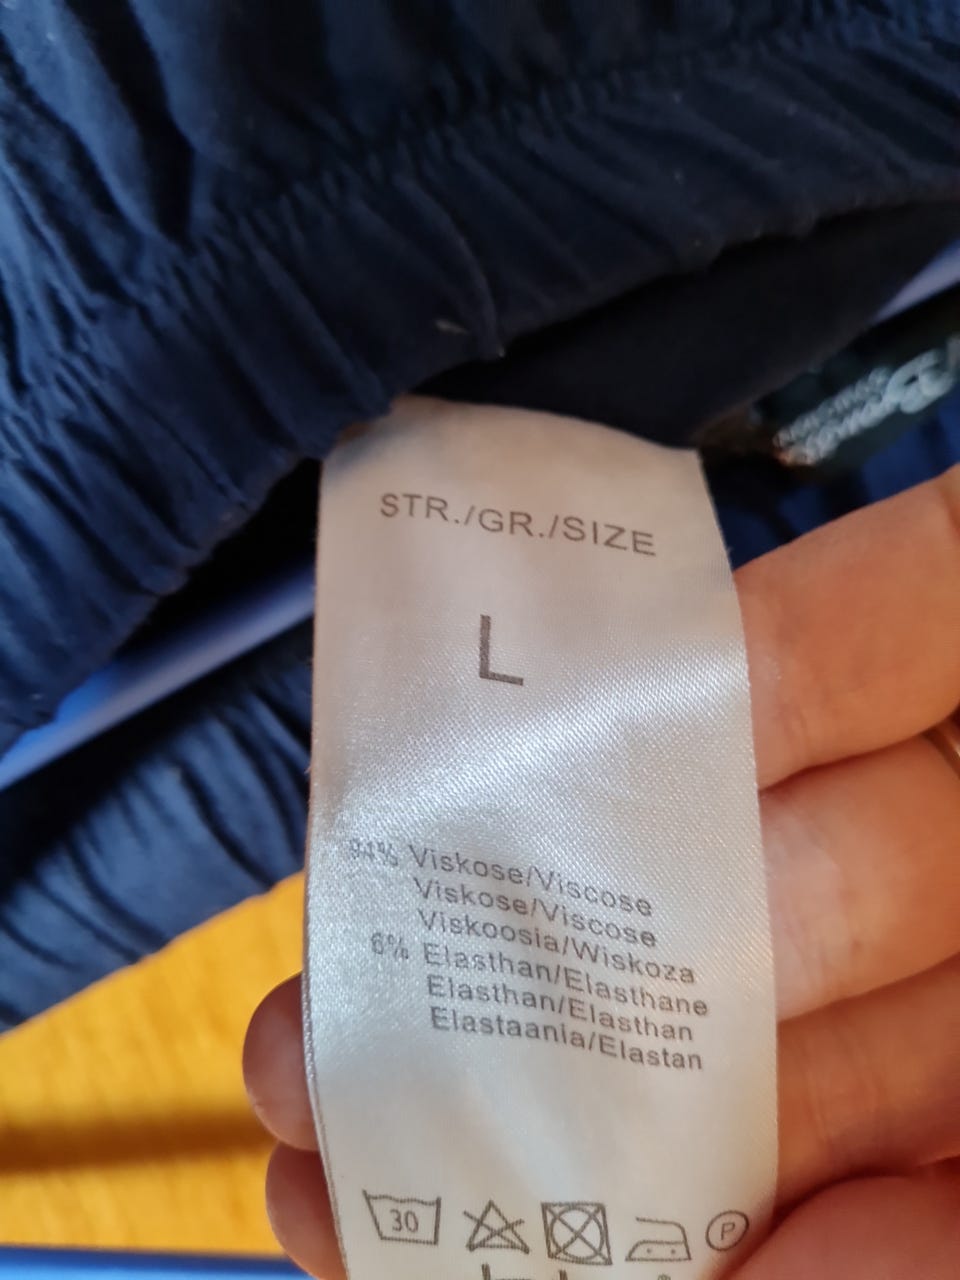 STR./GR./SIZE
L
94% Viskose/Viscose
Viskose/Viscose
Viskoosia/Wiskoza
6% Elasthan/Elasthane
Elasthan/Elasthan
Elastaania/Elastan
30
P